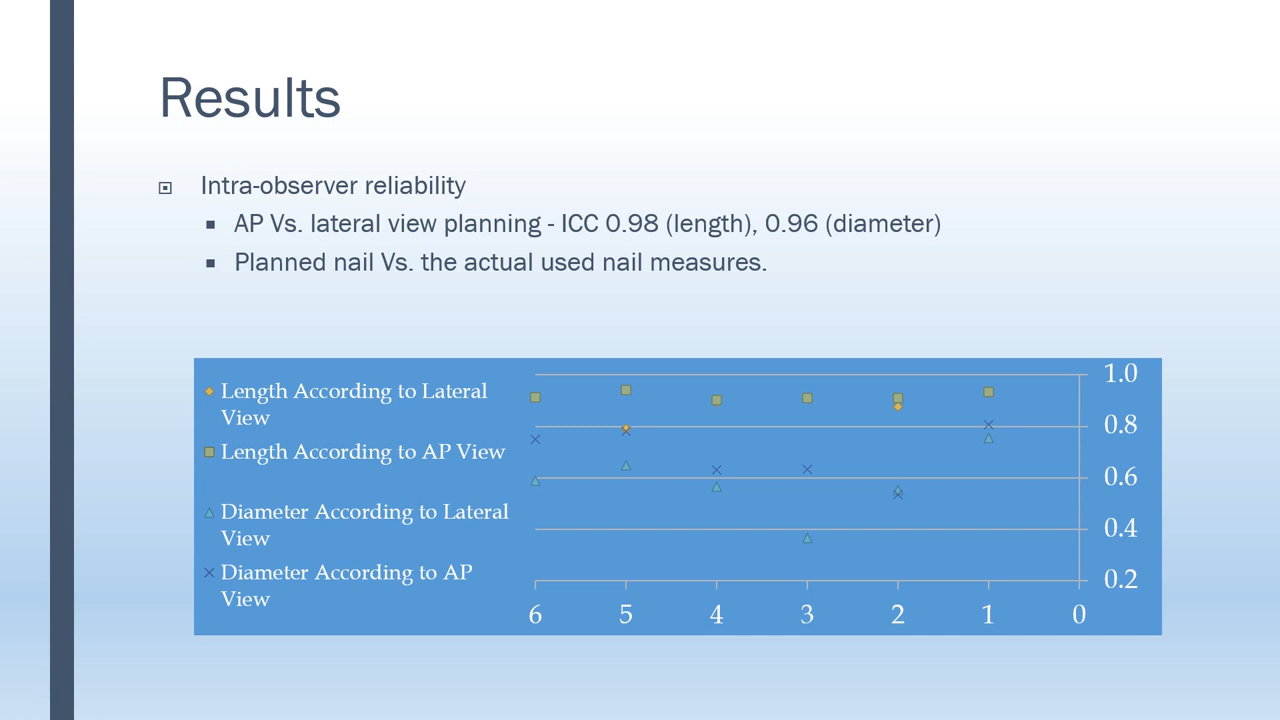 Results
Intra-observer reliability
AP Vs. lateral view planning - ICC 0.98 (length), 0.96 (diameter)
Planned nail Vs. the actual used nail measures.
Length According to Lateral
View
Length According to AP View
Diameter According to Lateral
View
Diameter According to AP
View
1.0
0.8
0.6
0.4
0.2
6 5 4 3 2 1 0